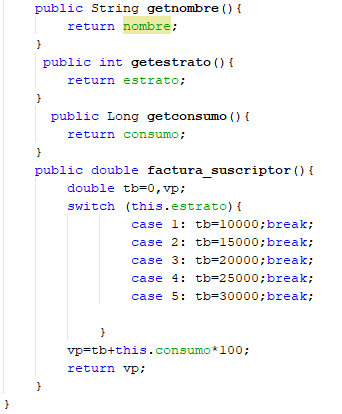 public String getnombre(){
return nombre;
}
public int getestrato(){
return estrato;
}
public Long getconsumo(){
return consumo;
}
public double factura_suscriptor(){
double tb=0,vp;
switch (this.estrato){
case 1: tb=10000;break;
case 2: tb=15000;break;
case 3: tb=20000;break;
case 4: tb=25000;break;
case 5: tb=30000;break;
}
vp=tb+this.consumo*100;
return vp;
}
}